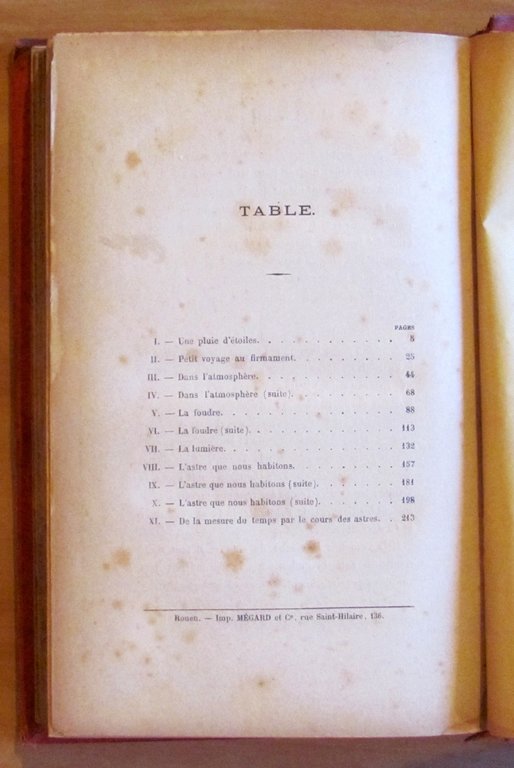 TABLE.
PAGES
I. — Une pluie d'étoiles. . . . . . . . . . . . . 5
II. — Petit voyage au firmament. . . . . . . . . 25
III. — Dans l'atmosphère. . . . . . . . . . . . . 44
IV. — Dans l'atmosphère (suite). . . . . . . . . 68
V. — La foudre. . . . . . . . . . . . . . . . 88
VI. — La foudre (suite). . . . . . . . . . . . . 113
VII. — La lumière. . . . . . . . . . . . . . . . 132
VIII. — L'astre que nous habitons. . . . . . . . . 157
IX. — L'astre que nous habitons (suite). . . . . . 181
X. — L'astre que nous habitons (suite). . . . . . 198
XI. — De la mesure du temps par le cours des astres. . 213
Rouen. — Imp. MÉGARD et Cⁱᵉ, rue Saint-Hilaire, 136.